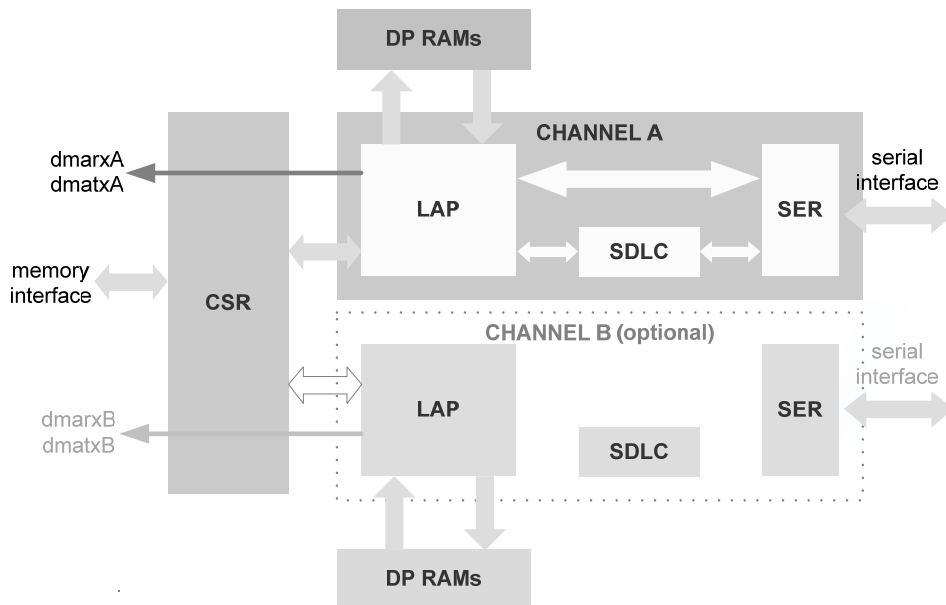 DP RAMs
CHANNEL A
dmarxA
dmatxA
LAP
SER
serial
interface
SDLC
memory
interface
CSR
CHANNEL B (optional)
LAP
SER
serial
interface
dmarxB
dmatxB
SDLC
DP RAMs